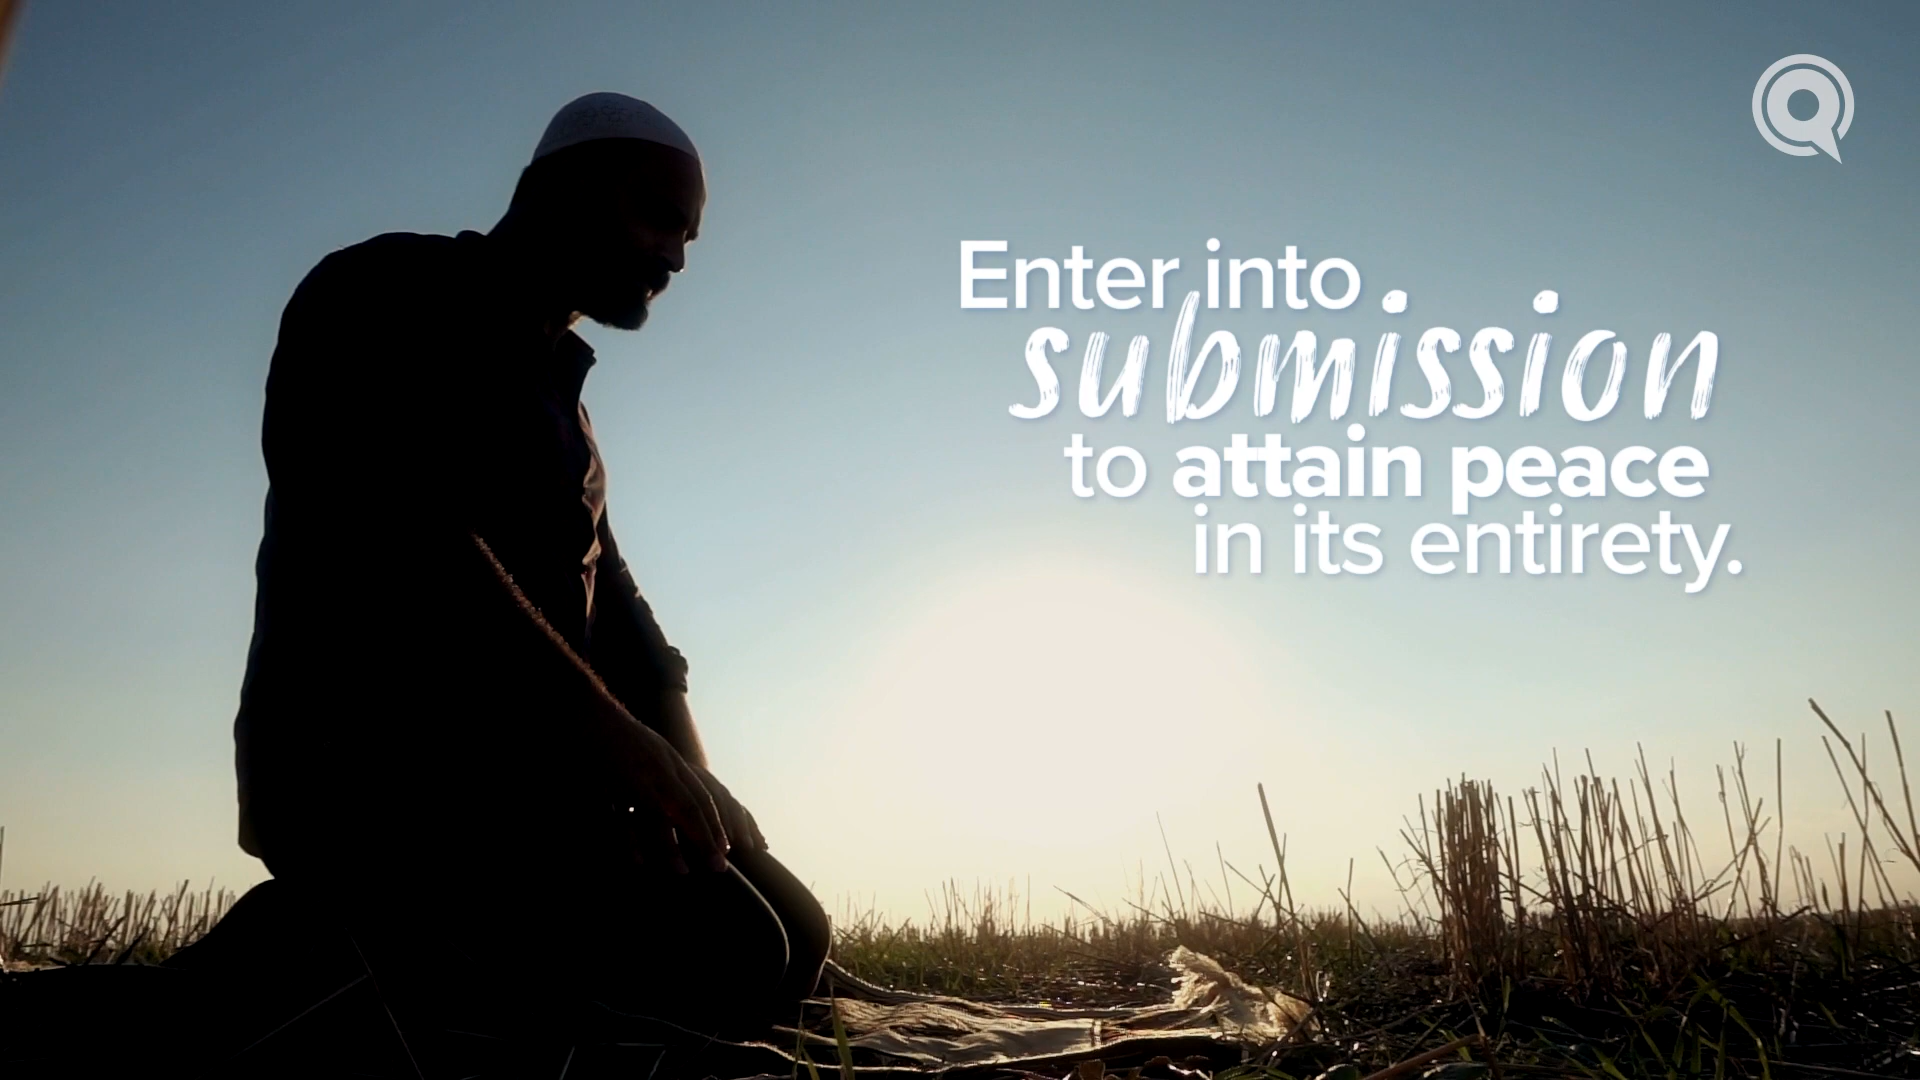 Enter into
submission
to attain peace
in its entirety.